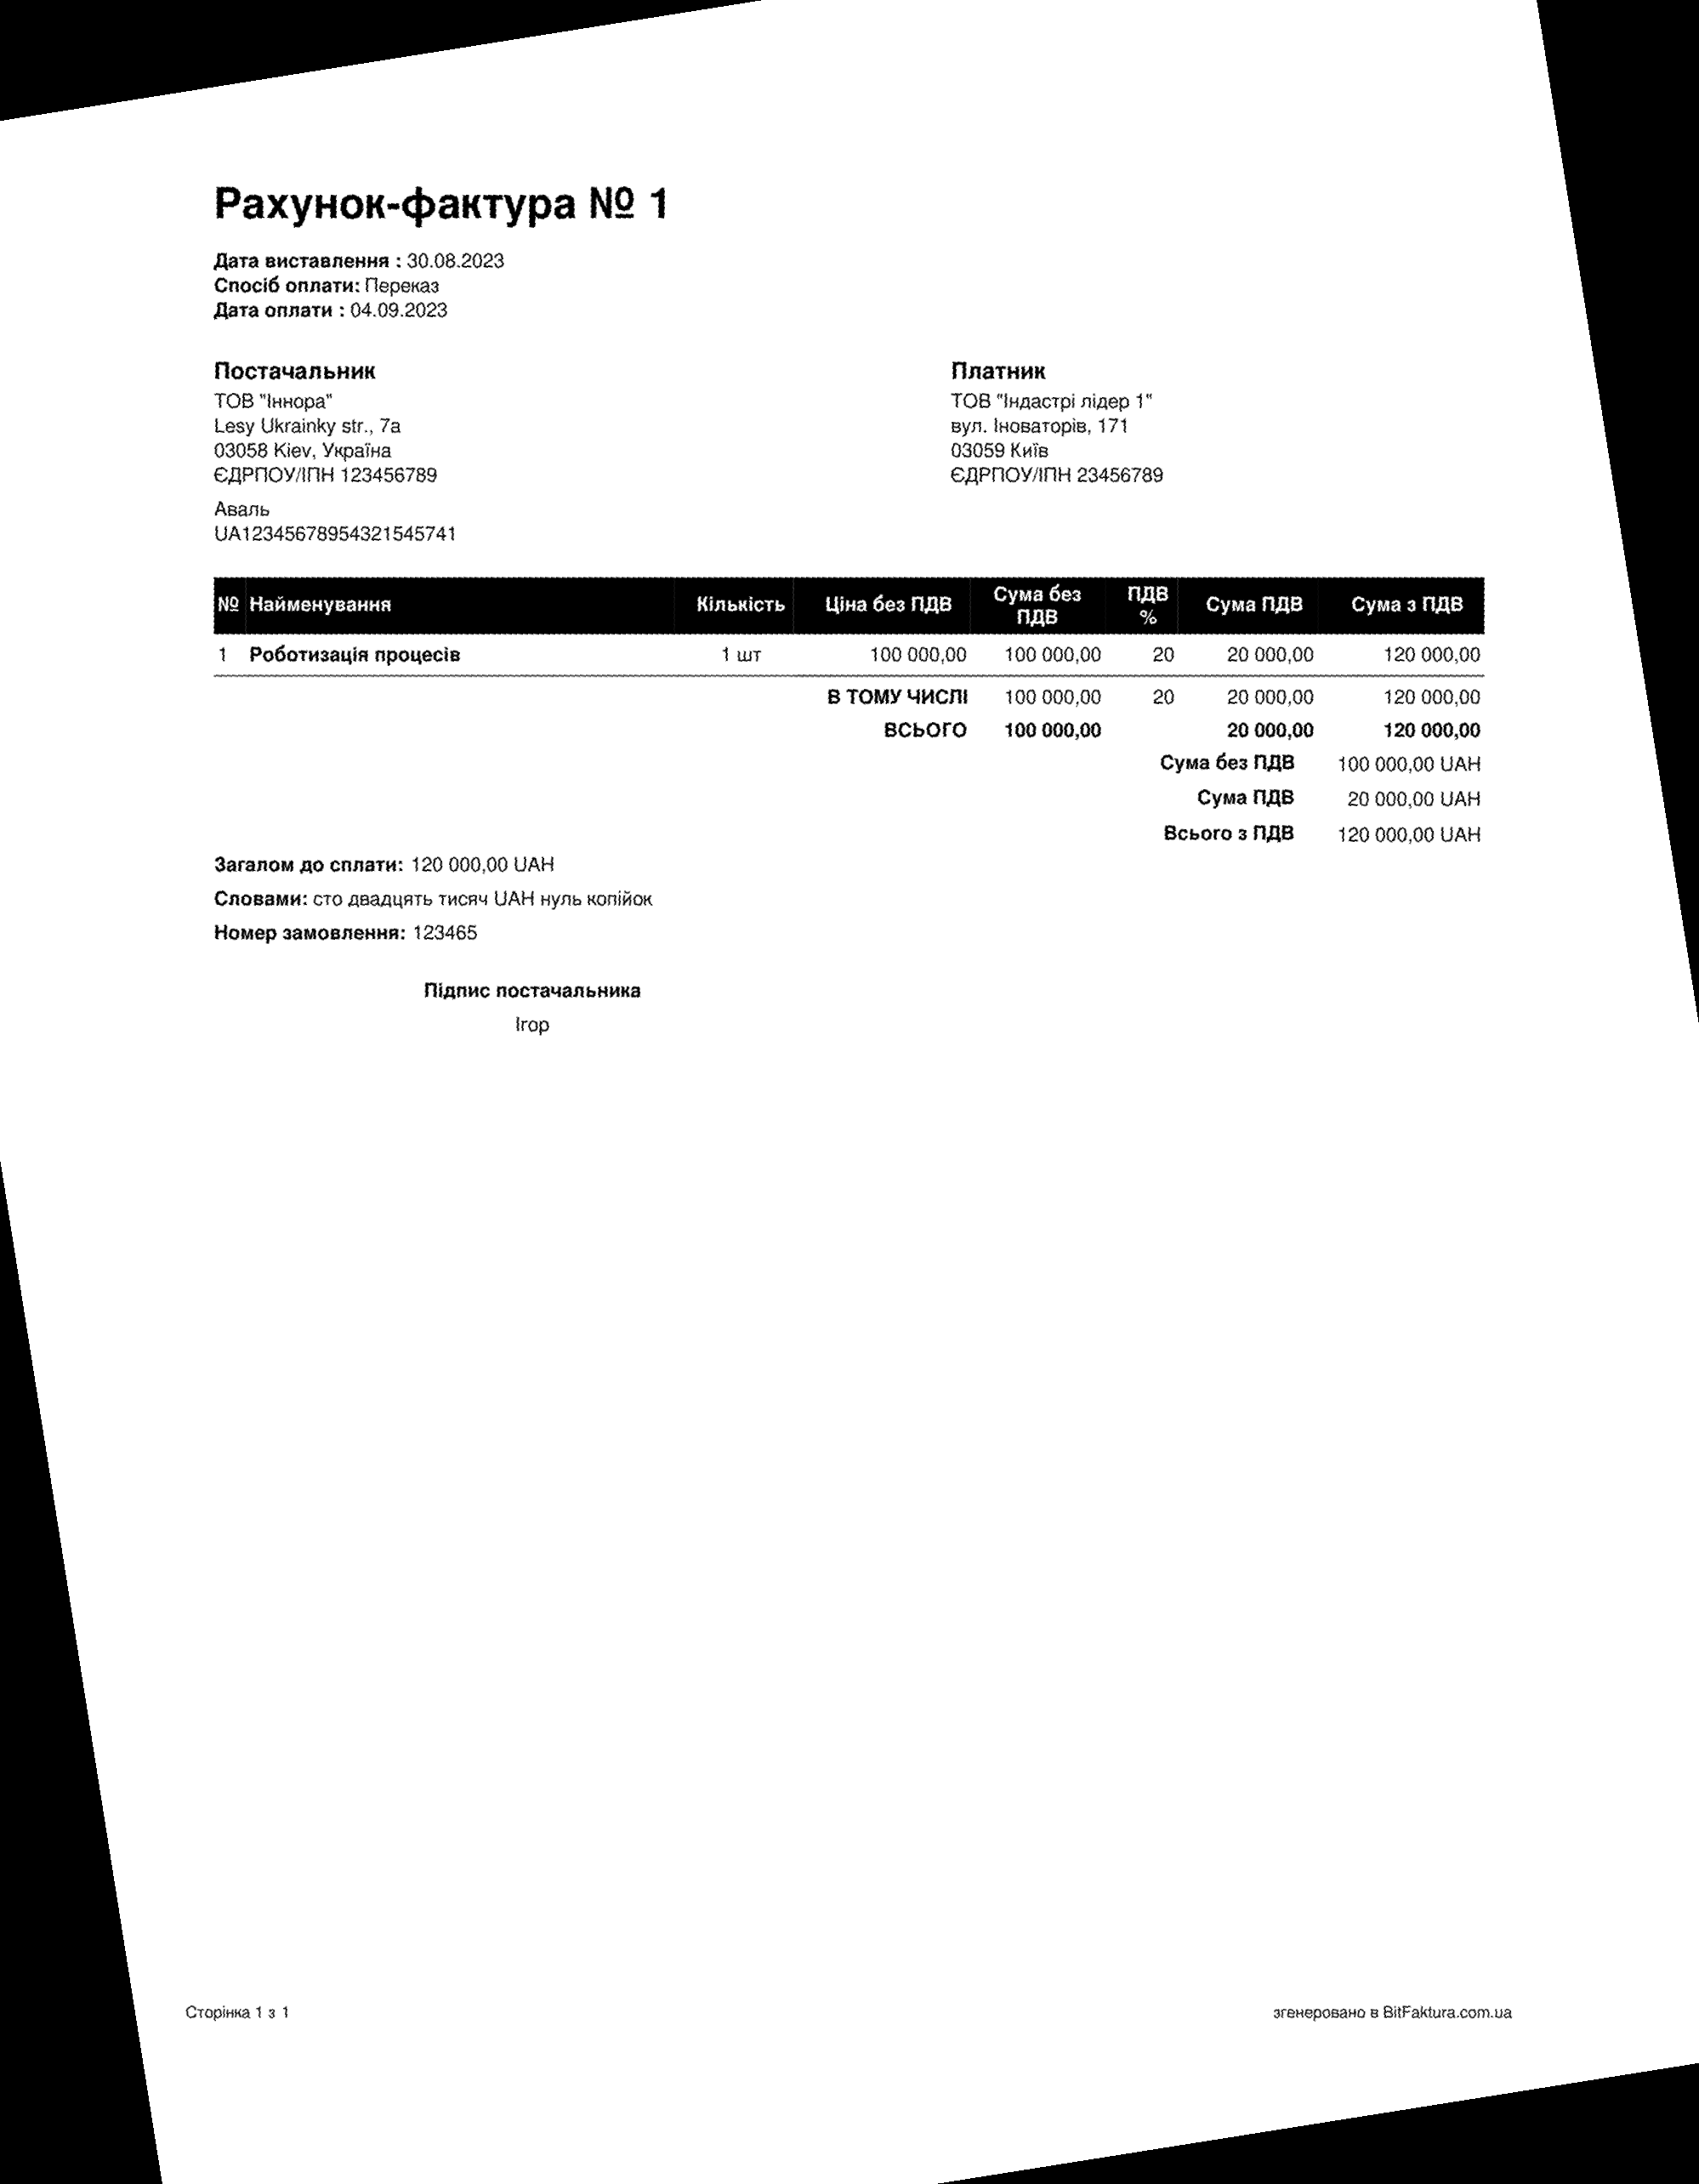 Рахунок-фактура № 1
Дата виставлення : 30.08.2023
Спосіб оплати: Переказ
Дата оплати : 04.09.2023
Постачальник
ТОВ "Іннора"
Lesy Ukrainky str., 7a
03058 Kiev, Україна
ЄДРПОУ/ІПН 123456789
Аваль
UA12345678954321545741
Платник
ТОВ "Індастрі лідер 1"
вул. Іноваторів, 171
03059 Київ
ЄДРПОУ/ІПН 23456789
№ Найменування Кількість Ціна без ПДВ Сума без ПДВ ПДВ % Сума ПДВ Сума з ПДВ
1 Роботизація процесів 1 шт 100 000,00 100 000,00 20 20 000,00 120 000,00
В ТОМУ ЧИСЛІ 100 000,00 20 20 000,00 120 000,00
ВСЬОГО 100 000,00 20 000,00 120 000,00
Сума без ПДВ 100 000,00 UAH
Сума ПДВ 20 000,00 UAH
Всього з ПДВ 120 000,00 UAH
Загалом до сплати: 120 000,00 UAH
Словами: сто двадцять тисяч UAH нуль копійок
Номер замовлення: 123465
Підпис постачальника
Ігор
Сторінка 1 з 1 згенеровано в BitFaktura.com.ua